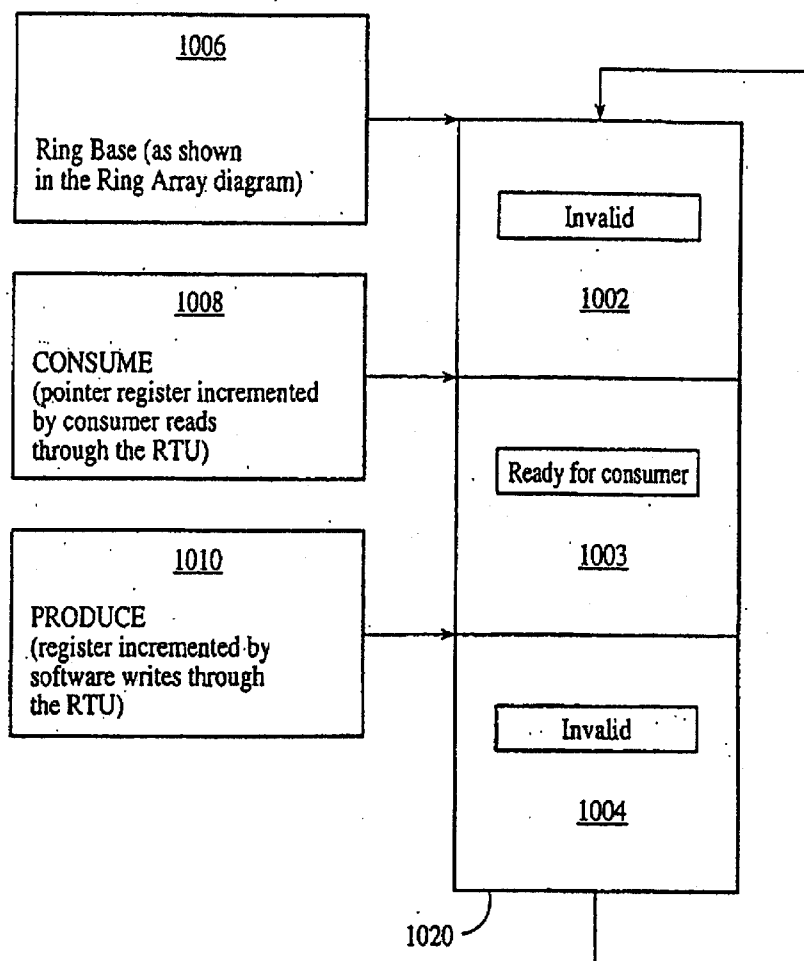 1006
Ring Base (as shown
in the Ring Array diagram)
1008
CONSUME
(pointer register incremented
by consumer reads
through the RTU)
1010
PRODUCE
(register incremented by
software writes through
the RTU)
Invalid
1002
Ready for consumer
1003
Invalid
1004
1020